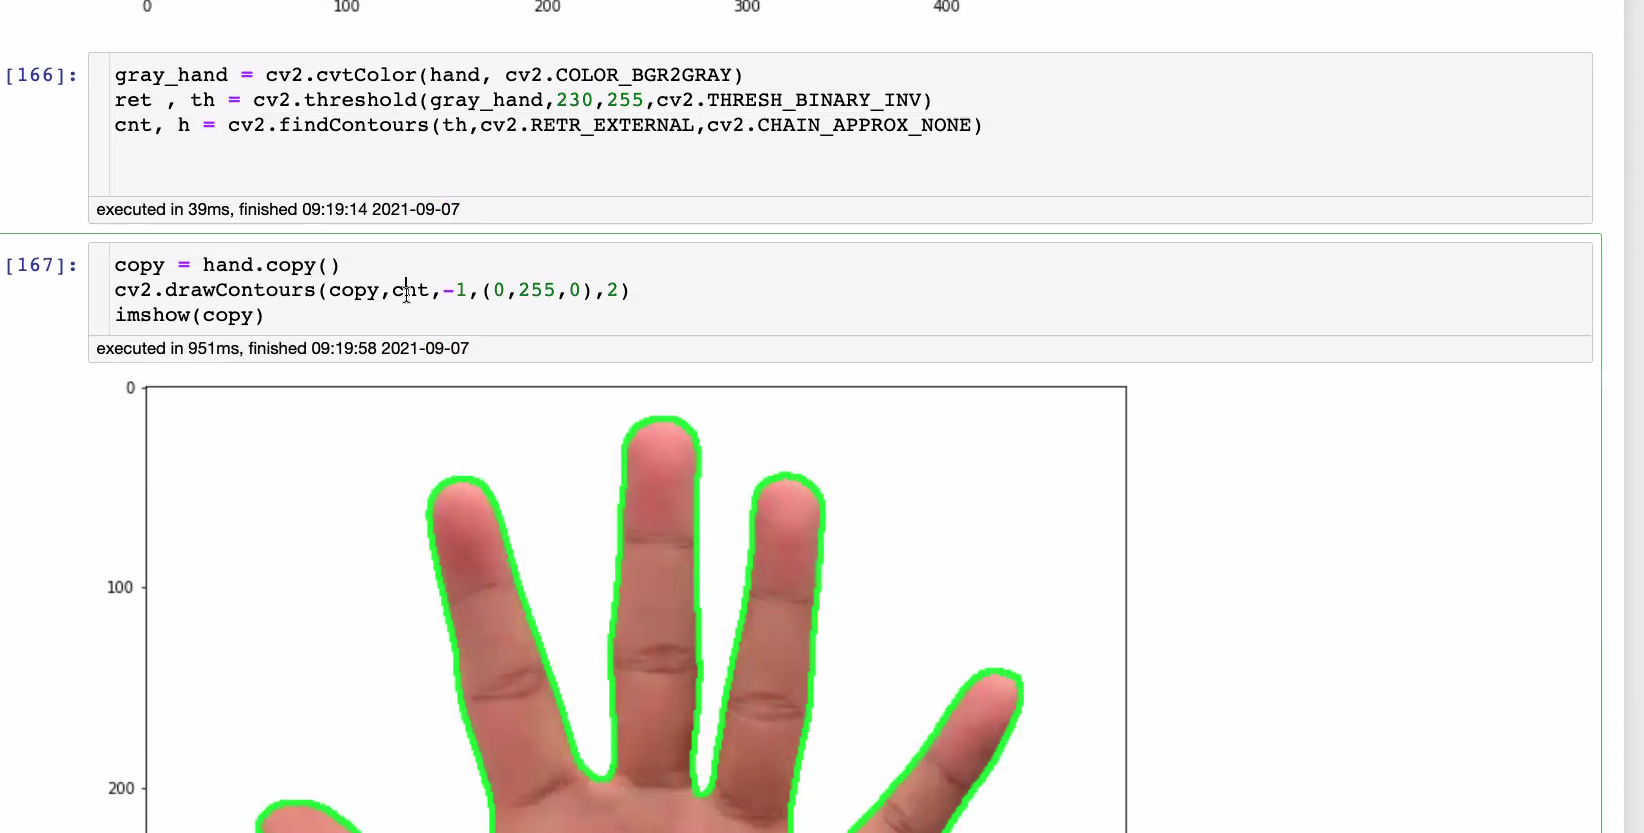 0 100 200 300 400
[166]:
gray_hand = cv2.cvtColor(hand, cv2.COLOR_BGR2GRAY)
ret , th = cv2.threshold(gray_hand,230,255,cv2.THRESH_BINARY_INV)
cnt, h = cv2.findContours(th,cv2.RETR_EXTERNAL,cv2.CHAIN_APPROX_NONE)
executed in 39ms, finished 09:19:14 2021-09-07
[167]:
copy = hand.copy()
cv2.drawContours(copy,cnt,-1,(0,255,0),2)
imshow(copy)
executed in 951ms, finished 09:19:58 2021-09-07
0
100
200